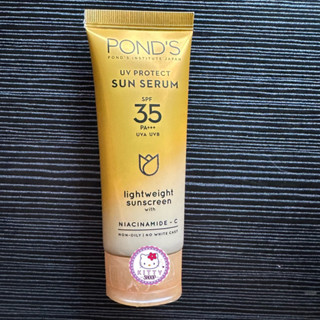 POND'S
POND'S INSTITUTE JAPAN
UV PROTECT
SUN SERUM
SPF
35
PA+++
UVA UVB
lightweight
sunscreen
with
NIACINAMIDE - C
NON-OILY | NO WHITE CAST